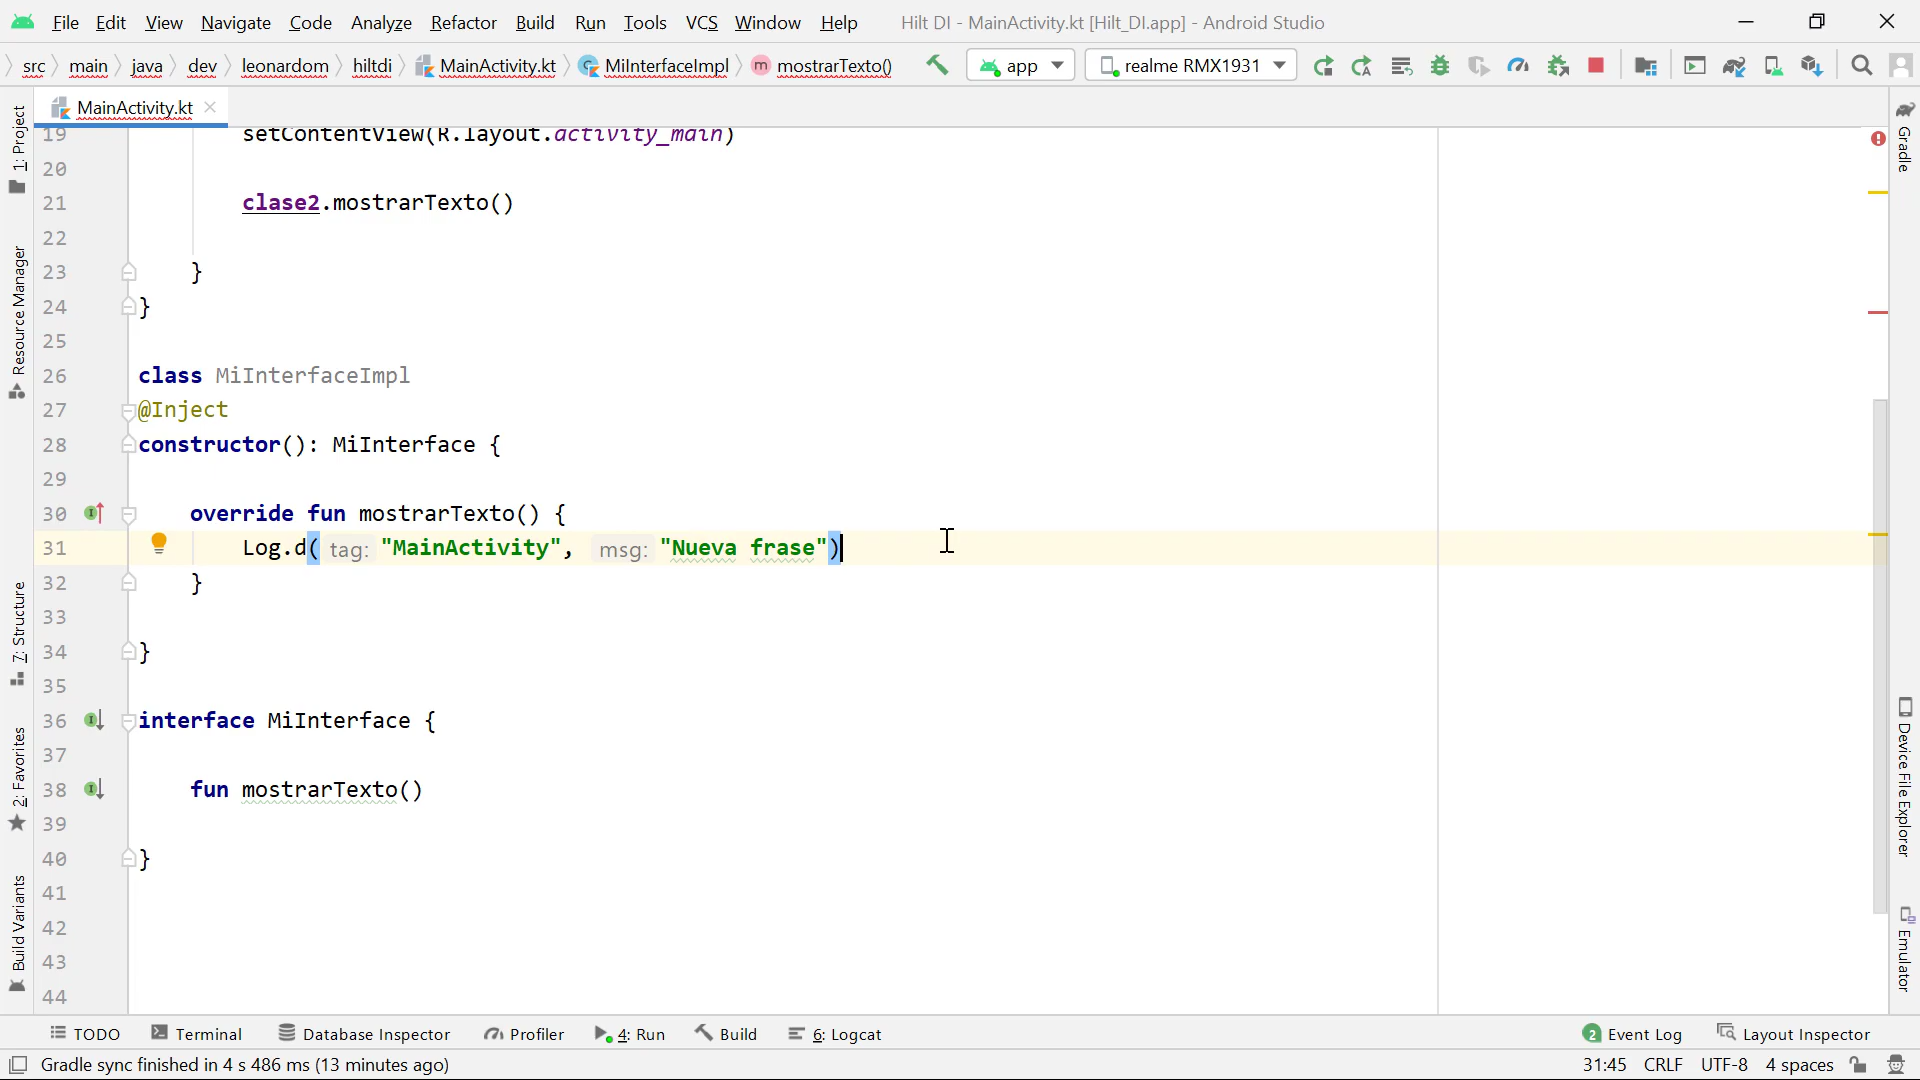 File Edit View Navigate Code Analyze Refactor Build Run Tools VCS Window Help Hilt DI - MainActivity.kt [Hilt_DI.app] - Android Studio
src main java dev leonardom hiltdi MainActivity.kt MiInterfaceImpl m mostrarTexto() app realme RMX1931
MainActivity.kt
1: Project
Resource Manager
7: Structure
2: Favorites
Build Variants
19 setContentView(R.layout.activity_main)
20
21 clase2.mostrarTexto()
22
23 }
24 }
25
26 class MiInterfaceImpl
27 @Inject
28 constructor(): MiInterface {
29
30 override fun mostrarTexto() {
31 Log.d( tag: "MainActivity", msg: "Nueva frase")
32 }
33
34 }
35
36 interface MiInterface {
37
38 fun mostrarTexto()
39
40 }
41
42
43
44
Gradle
Device File Explorer
Emulator
TODO Terminal Database Inspector Profiler 4: Run Build 6: Logcat 2 Event Log Layout Inspector
Gradle sync finished in 4 s 486 ms (13 minutes ago) 31:45 CRLF UTF-8 4 spaces